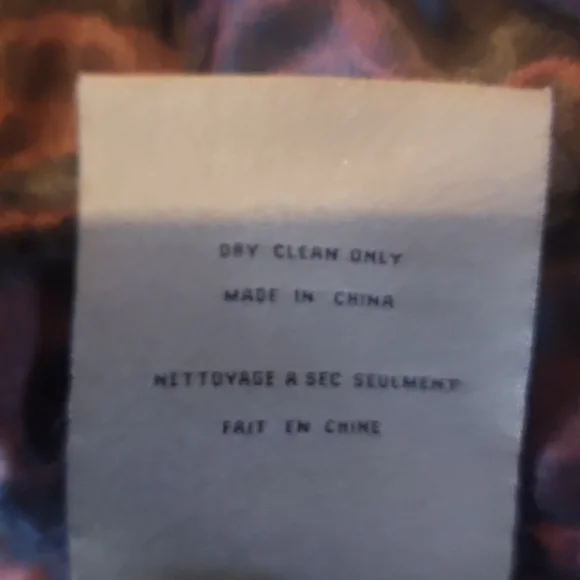 DRY CLEAN ONLY
MADE IN CHINA
NETTOYAGE A SEC SEULMENT
FAIT EN CHINE